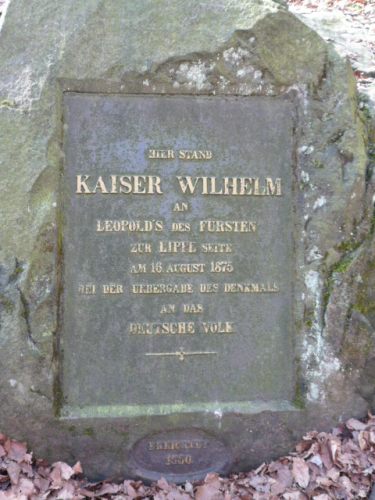 HIER STAND
KAISER WILHELM
AN
LEOPOLD'S DES FÜRSTEN
ZUR LIPPE SEITE
AM 16. AUGUST 1875
BEI DER UEBERGABE DES DENKMALS
AN DAS
DEUTSCHE VOLK
ERRICHTET